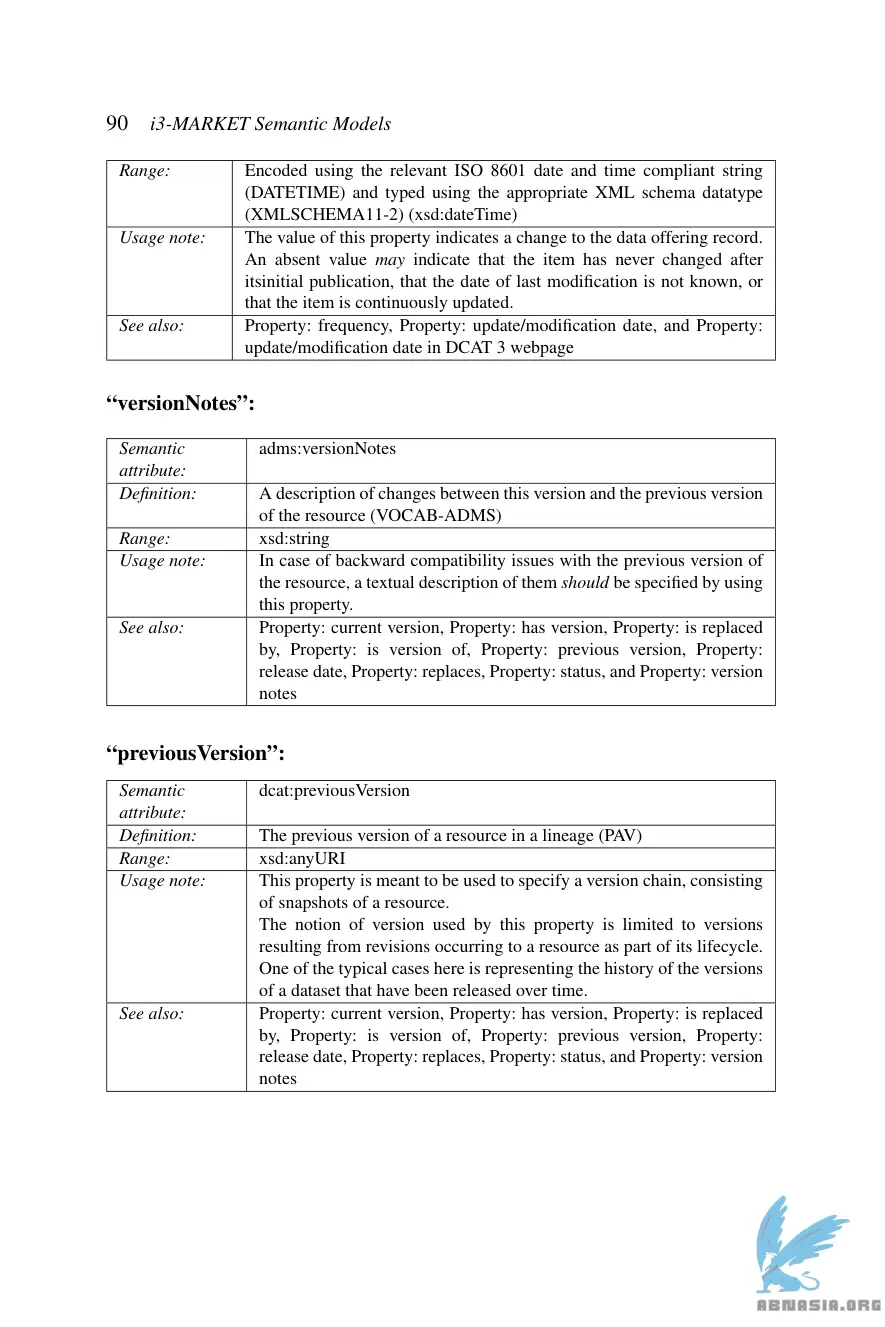 90 i3-MARKET Semantic Models
Range: Encoded using the relevant ISO 8601 date and time compliant string
(DATETIME) and typed using the appropriate XML schema datatype
(XMLSCHEMA11-2) (xsd:dateTime)
Usage note: The value of this property indicates a change to the data offering record.
An absent value may indicate that the item has never changed after
itsinitial publication, that the date of last modification is not known, or
that the item is continuously updated.
See also: Property: frequency, Property: update/modification date, and Property:
update/modification date in DCAT 3 webpage
“versionNotes”:
Semantic adms:versionNotes
attribute:
Definition: A description of changes between this version and the previous version
of the resource (VOCAB-ADMS)
Range: xsd:string
Usage note: In case of backward compatibility issues with the previous version of
the resource, a textual description of them should be specified by using
this property.
See also: Property: current version, Property: has version, Property: is replaced
by, Property: is version of, Property: previous version, Property:
release date, Property: replaces, Property: status, and Property: version
notes
“previousVersion”:
Semantic dcat:previousVersion
attribute:
Definition: The previous version of a resource in a lineage (PAV)
Range: xsd:anyURI
Usage note: This property is meant to be used to specify a version chain, consisting
of snapshots of a resource.
The notion of version used by this property is limited to versions
resulting from revisions occurring to a resource as part of its lifecycle.
One of the typical cases here is representing the history of the versions
of a dataset that have been released over time.
See also: Property: current version, Property: has version, Property: is replaced
by, Property: is version of, Property: previous version, Property:
release date, Property: replaces, Property: status, and Property: version
notes
ABNASIA.ORG